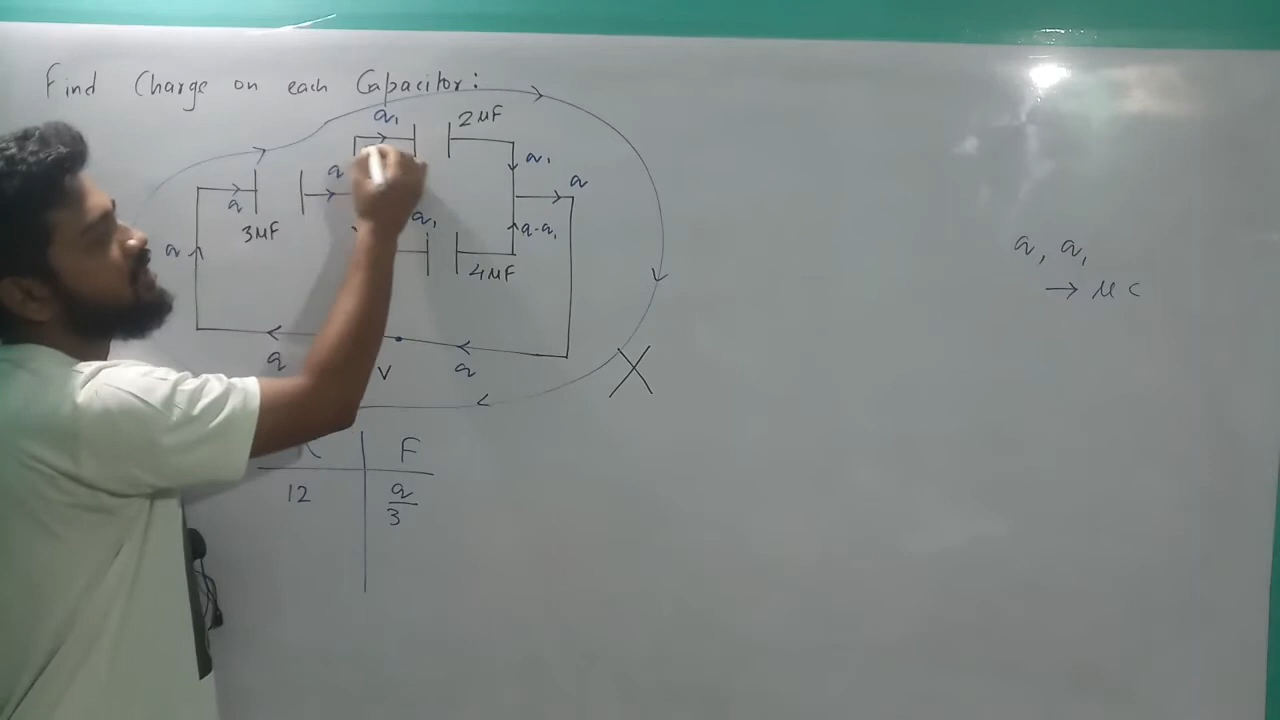 Find Charge on each Capacitor:
q₁ 2μF
q q₁ q
q 3μF q₁ q-q₁
q 4μF
q V q
F
12 q/3
q, q₁
→ μC
X